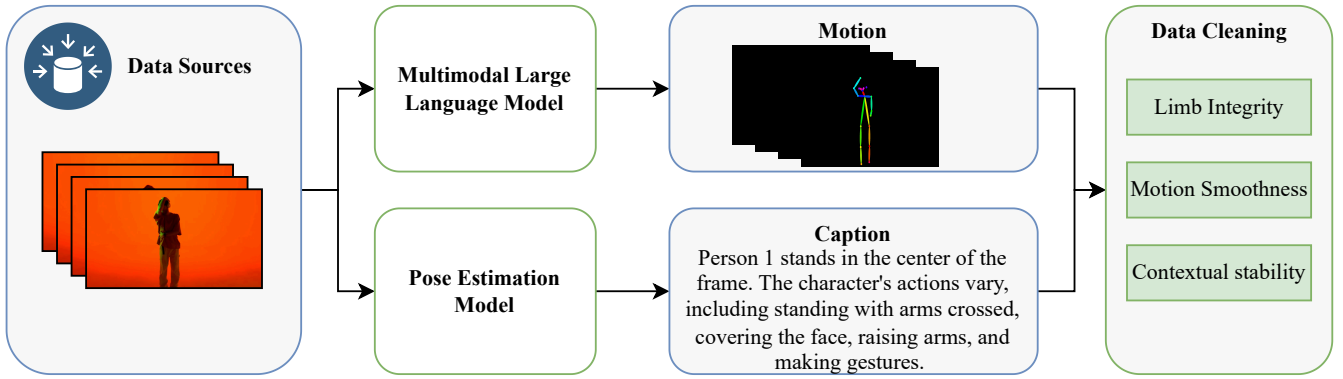 Data Sources
Multimodal Large
Language Model
Pose Estimation
Model
Motion
Caption
Person 1 stands in the center of the
frame. The character's actions vary,
including standing with arms crossed,
covering the face, raising arms, and
making gestures.
Data Cleaning
Limb Integrity
Motion Smoothness
Contextual stability